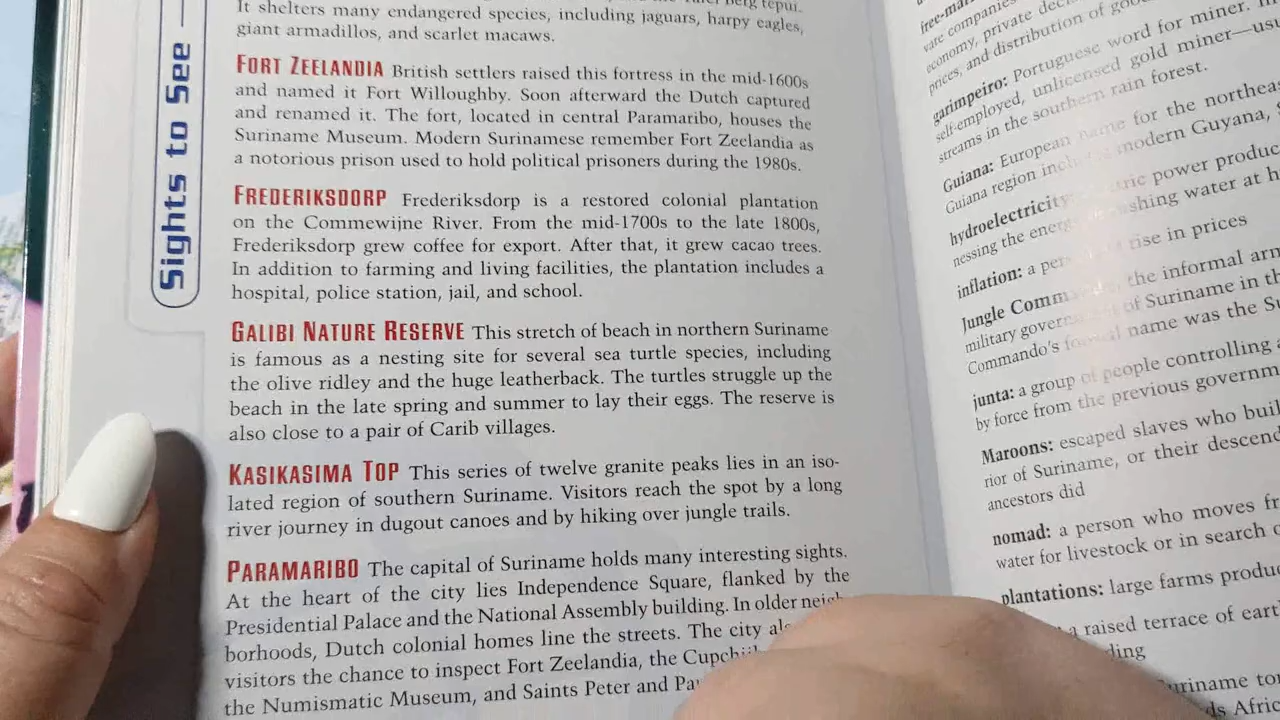 Sights to See
It shelters many endangered species, including jaguars, harpy eagles,
giant armadillos, and scarlet macaws.
FORT ZEELANDIA British settlers raised this fortress in the mid-1600s
and named it Fort Willoughby. Soon afterward the Dutch captured
and renamed it. The fort, located in central Paramaribo, houses the
Suriname Museum. Modern Surinamese remember Fort Zeelandia as
a notorious prison used to hold political prisoners during the 1980s.
FREDERIKSDORP Frederiksdorp is a restored colonial plantation
on the Commewijne River. From the mid-1700s to the late 1800s,
Frederiksdorp grew coffee for export. After that, it grew cacao trees.
In addition to farming and living facilities, the plantation includes a
hospital, police station, jail, and school.
GALIBI NATURE RESERVE This stretch of beach in northern Suriname
is famous as a nesting site for several sea turtle species, including
the olive ridley and the huge leatherback. The turtles struggle up the
beach in the late spring and summer to lay their eggs. The reserve is
also close to a pair of Carib villages.
KASIKASIMA TOP This series of twelve granite peaks lies in an iso-
lated region of southern Suriname. Visitors reach the spot by a long
river journey in dugout canoes and by hiking over jungle trails.
PARAMARIBO The capital of Suriname holds many interesting sights.
At the heart of the city lies Independence Square, flanked by the
Presidential Palace and the National Assembly building. In older
borhoods, Dutch colonial homes line the streets. The city
visitors the chance to inspect Fort Zeelandia, the
the Numismatic Museum, and Saints Peter and
economy, private
prices, and distribution of
garimpeiro: Portuguese word for miner.
self-employed, unlicensed gold miner—
streams in the southern rain forest.
Guiana: European name for the
Guiana region modern Guyana,
hydroelectricity: power
nessing the water at
inflation: a rise in prices
Jungle the informal
military of Suriname in
Commando's name was the
junta: a group of people controlling
by force from the previous
Maroons: escaped slaves who
of Suriname, or their
ancestors did
nomad: a person who moves
water for livestock or in search
plantations: large farms
a raised terrace of